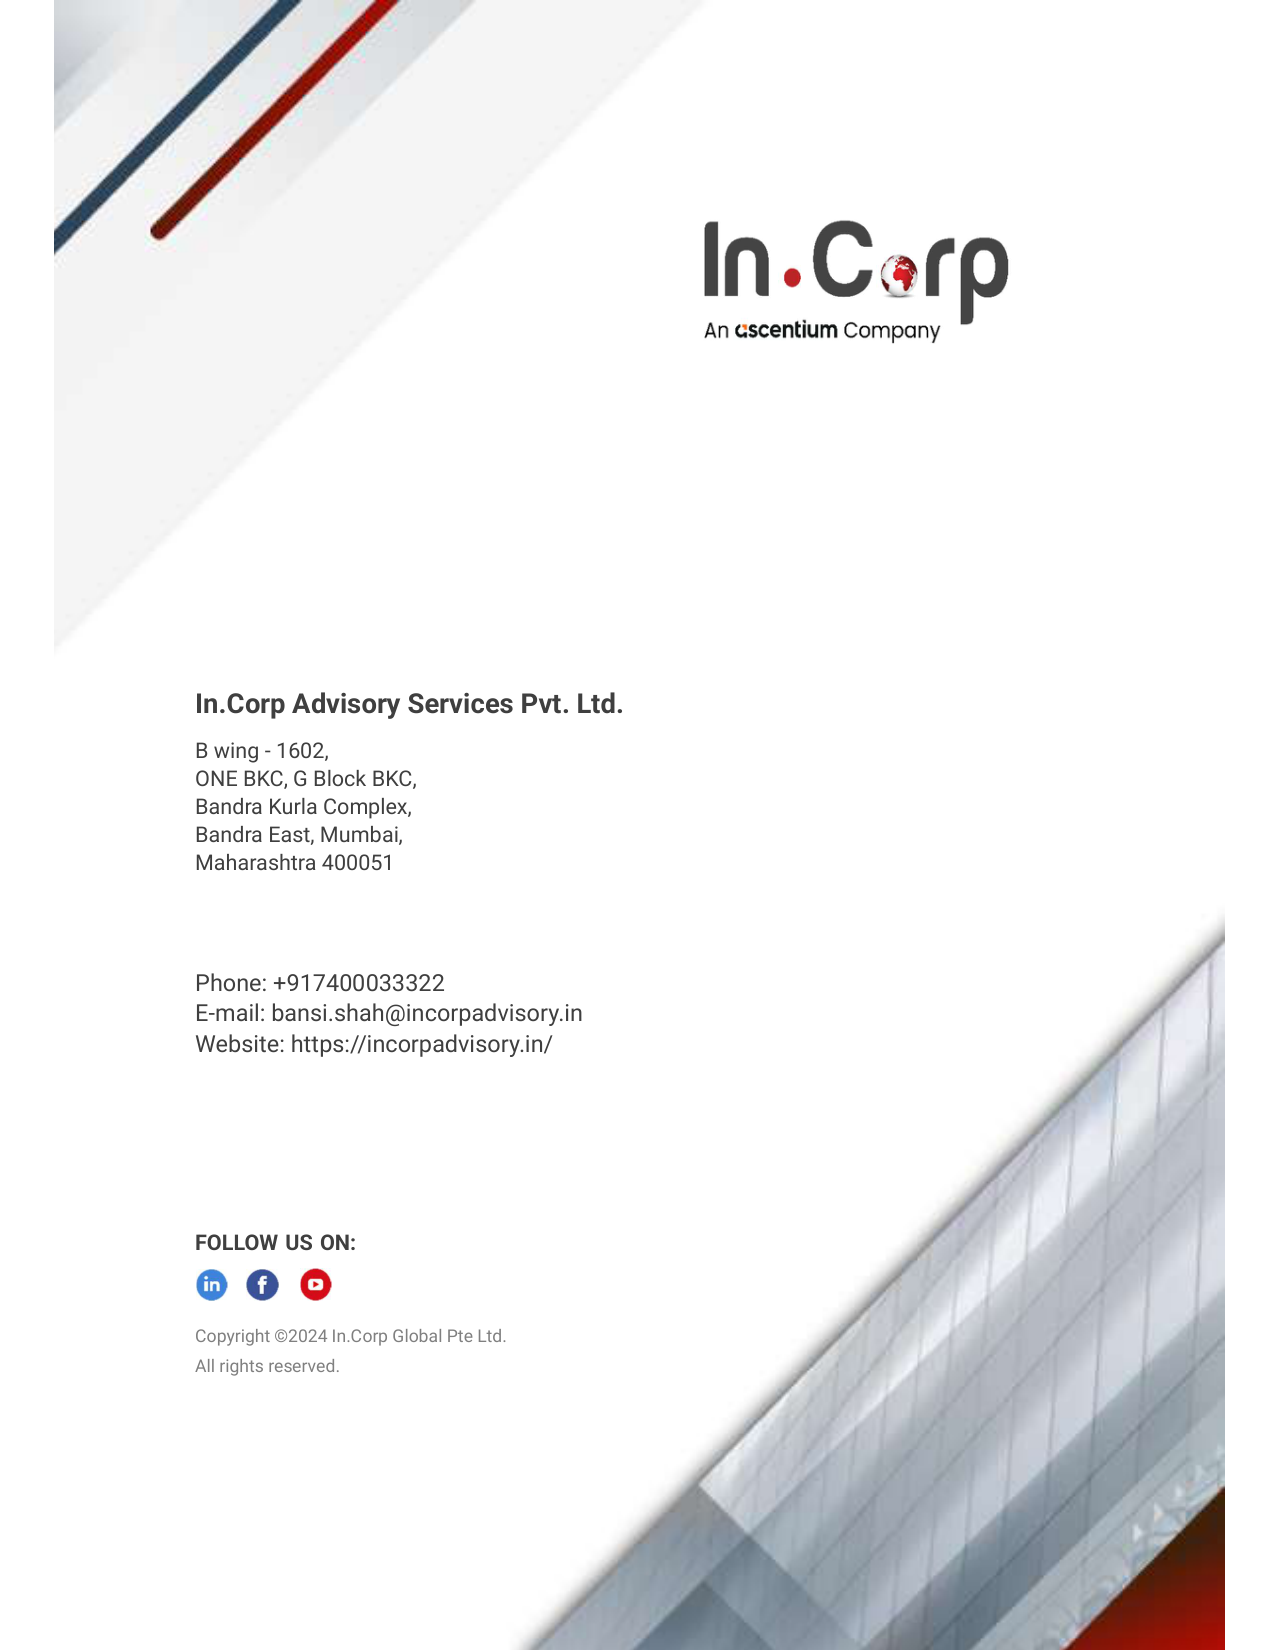 In.Corp
An ascentium Company
In.Corp Advisory Services Pvt. Ltd.
B wing - 1602,
ONE BKC, G Block BKC,
Bandra Kurla Complex,
Bandra East, Mumbai,
Maharashtra 400051
Phone: +917400033322
E-mail: bansi.shah@incorpadvisory.in
Website: https://incorpadvisory.in/
FOLLOW US ON:
in f
Copyright ©2024 In.Corp Global Pte Ltd.
All rights reserved.